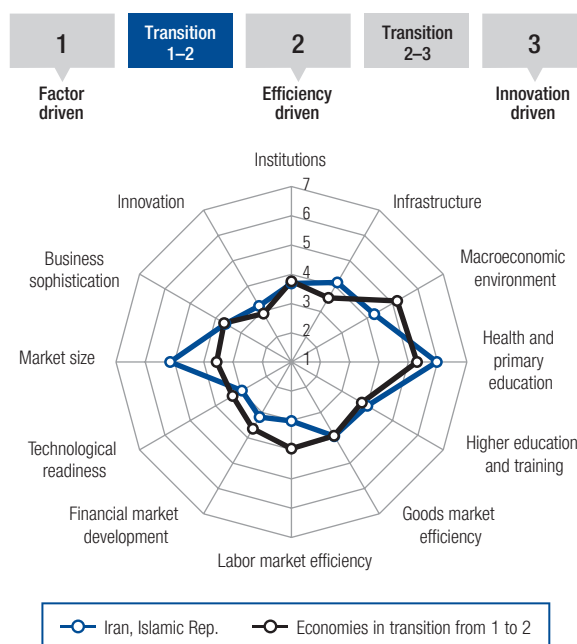 1
Transition
1–2
2
Transition
2–3
3
Factor
driven
Efficiency
driven
Innovation
driven
Institutions
7
6
5
4
3
2
1
Infrastructure
Macroeconomic
environment
Health and
primary
education
Higher education
and training
Goods market
efficiency
Labor market efficiency
Financial market
development
Technological
readiness
Market size
Business
sophistication
Innovation
Iran, Islamic Rep.
Economies in transition from 1 to 2